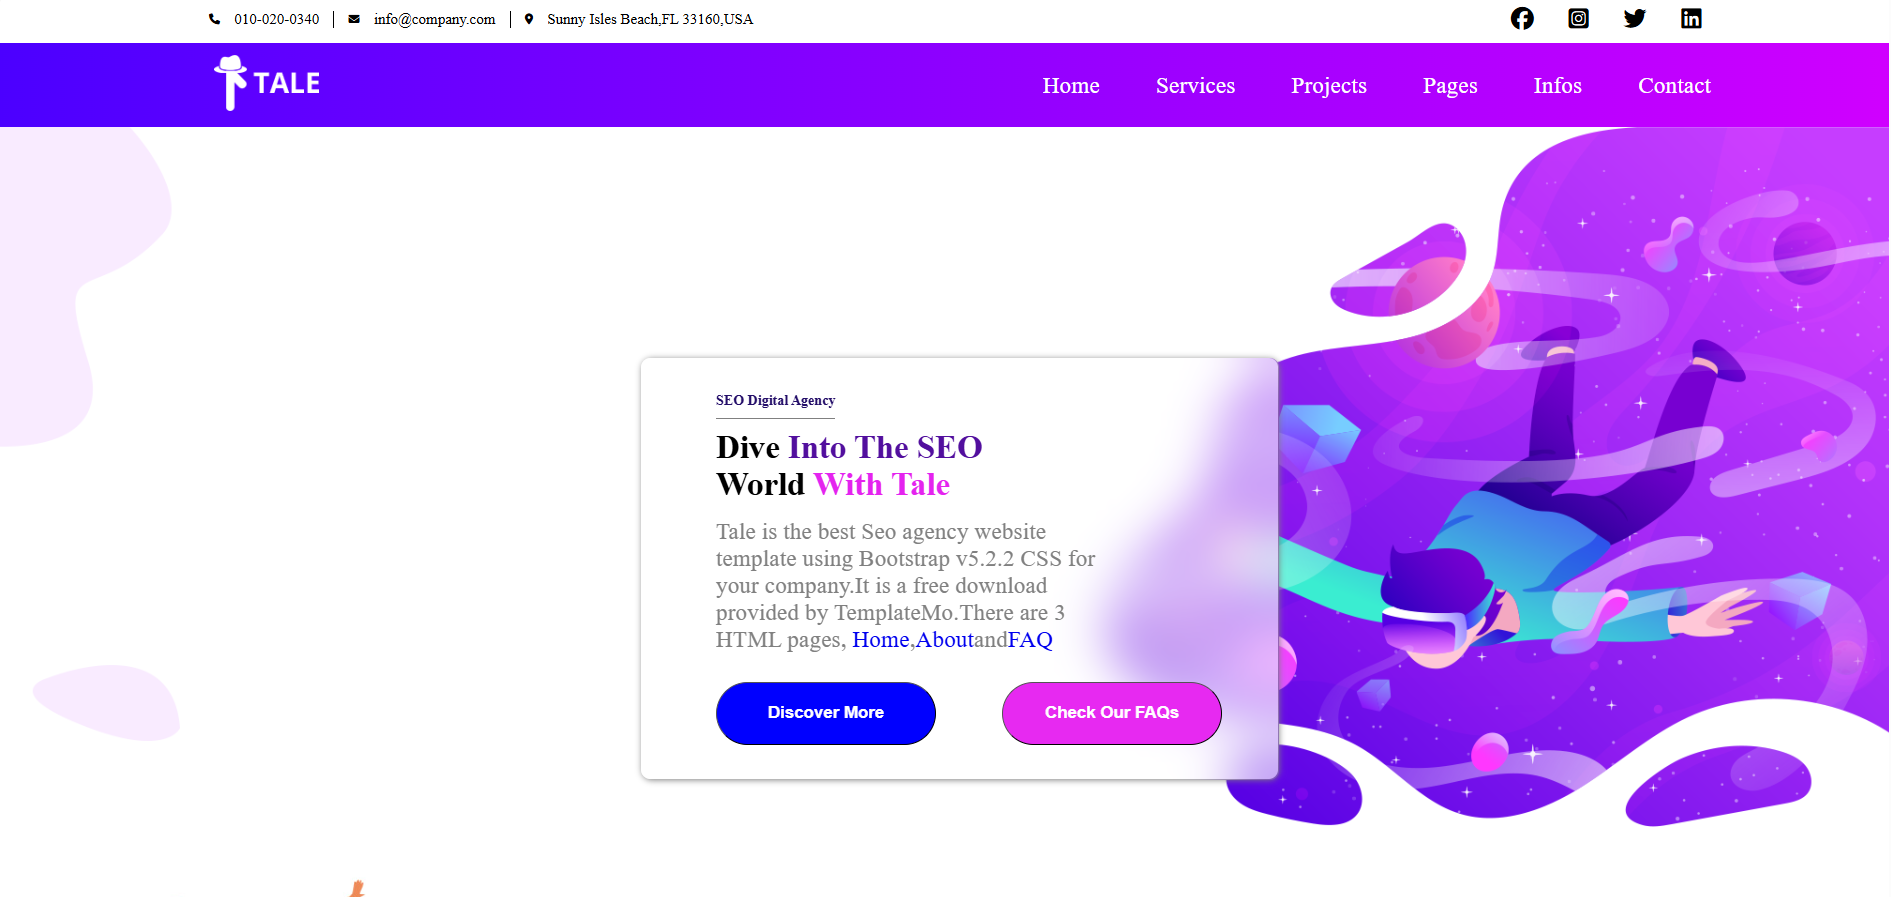 010-020-0340 info@company.com Sunny Isles Beach,FL 33160,USA
TALE Home Services Projects Pages Infos Contact
SEO Digital Agency
Dive Into The SEO
World With Tale
Tale is the best Seo agency website
template using Bootstrap v5.2.2 CSS for
your company.It is a free download
provided by TemplateMo.There are 3
HTML pages, Home,AboutandFAQ
Discover More Check Our FAQs